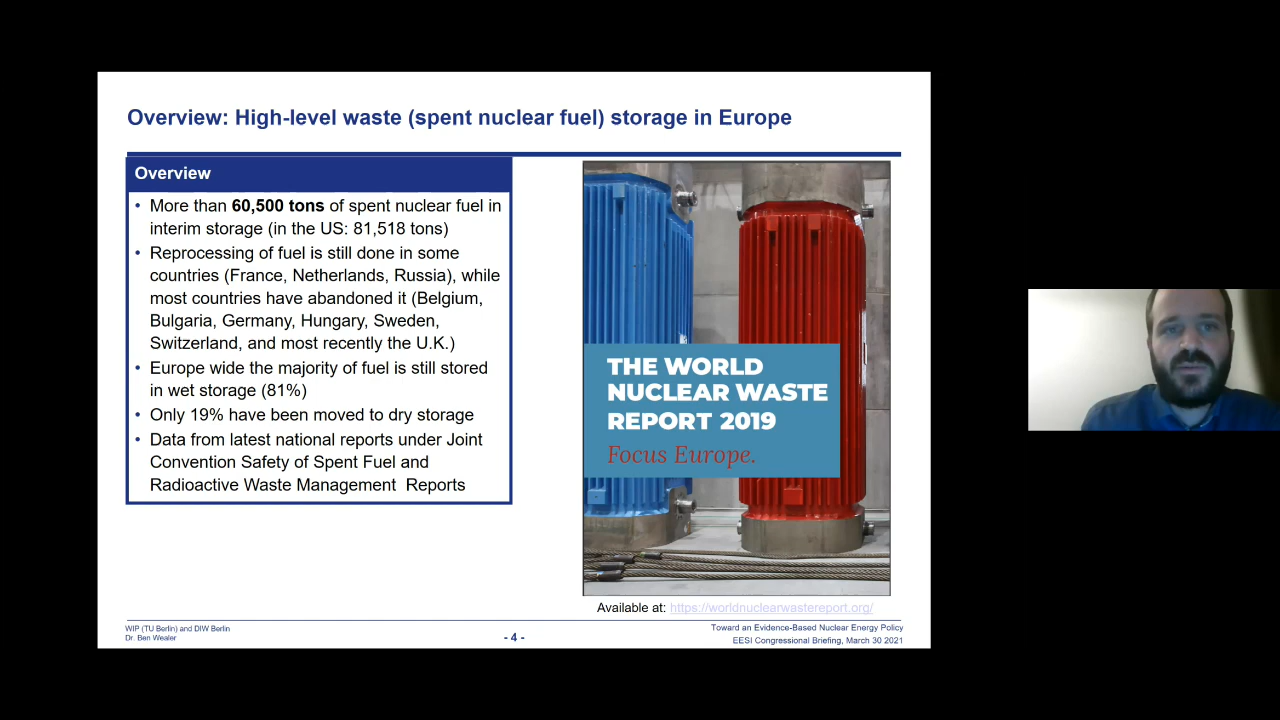 Overview: High-level waste (spent nuclear fuel) storage in Europe
Overview
• More than 60,500 tons of spent nuclear fuel in
interim storage (in the US: 81,518 tons)
• Reprocessing of fuel is still done in some
countries (France, Netherlands, Russia), while
most countries have abandoned it (Belgium,
Bulgaria, Germany, Hungary, Sweden,
Switzerland, and most recently the U.K.)
• Europe wide the majority of fuel is still stored
in wet storage (81%)
• Only 19% have been moved to dry storage
• Data from latest national reports under Joint
Convention Safety of Spent Fuel and
Radioactive Waste Management Reports
THE WORLD
NUCLEAR WASTE
REPORT 2019
Focus Europe.
Available at: https://worldnuclearwastereport.org/
WIP (TU Berlin) and DIW Berlin
Dr. Ben Wealer
- 4 -
Toward an Evidence-Based Nuclear Energy Policy
EESI Congressional Briefing, March 30 2021